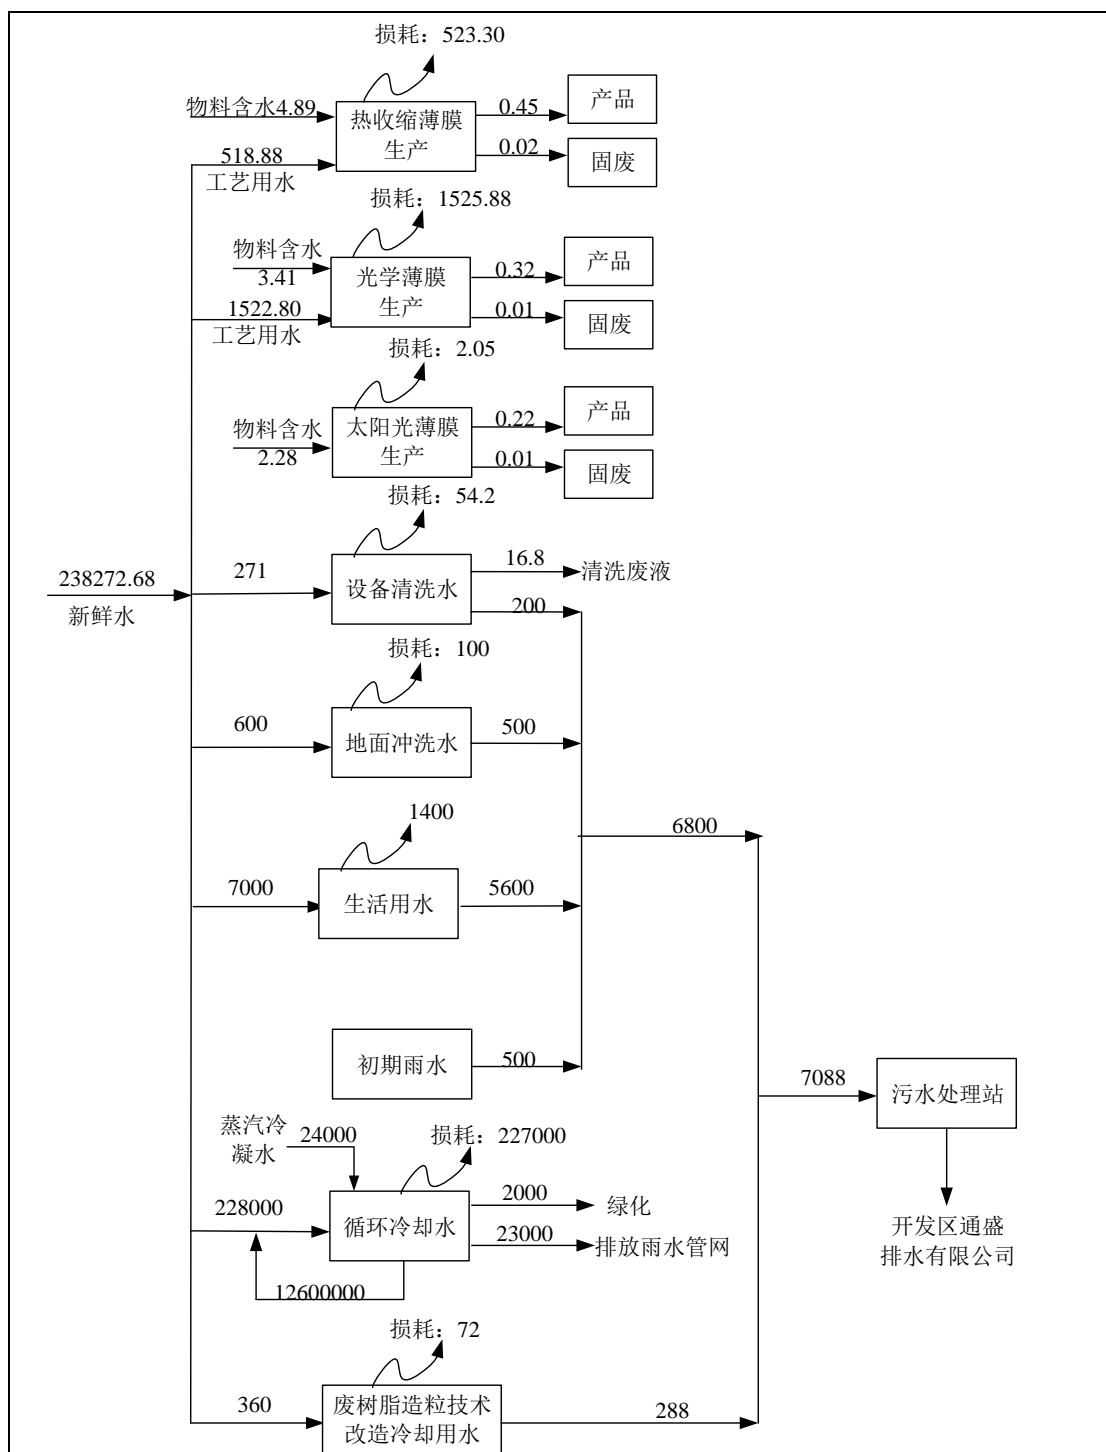 损耗：523.30
物料含水4.89
热收缩薄膜
生产
0.45
产品
0.02
固废
518.88
工艺用水
损耗：1525.88
物料含水
3.41
光学薄膜
生产
0.32
产品
0.01
固废
1522.80
工艺用水
损耗：2.05
物料含水
2.28
太阳光薄膜
生产
0.22
产品
0.01
固废
损耗：54.2
238272.68
新鲜水
271
设备清洗水
16.8
清洗废液
200
损耗：100
600
地面冲洗水
500
1400
7000
生活用水
5600
6800
初期雨水
500
7088
污水处理站
开发区通盛
排水有限公司
蒸汽冷
凝水
24000
损耗：227000
228000
循环冷却水
2000
绿化
23000
排放雨水管网
12600000
损耗：72
360
废树脂造粒技术
改造冷却用水
288